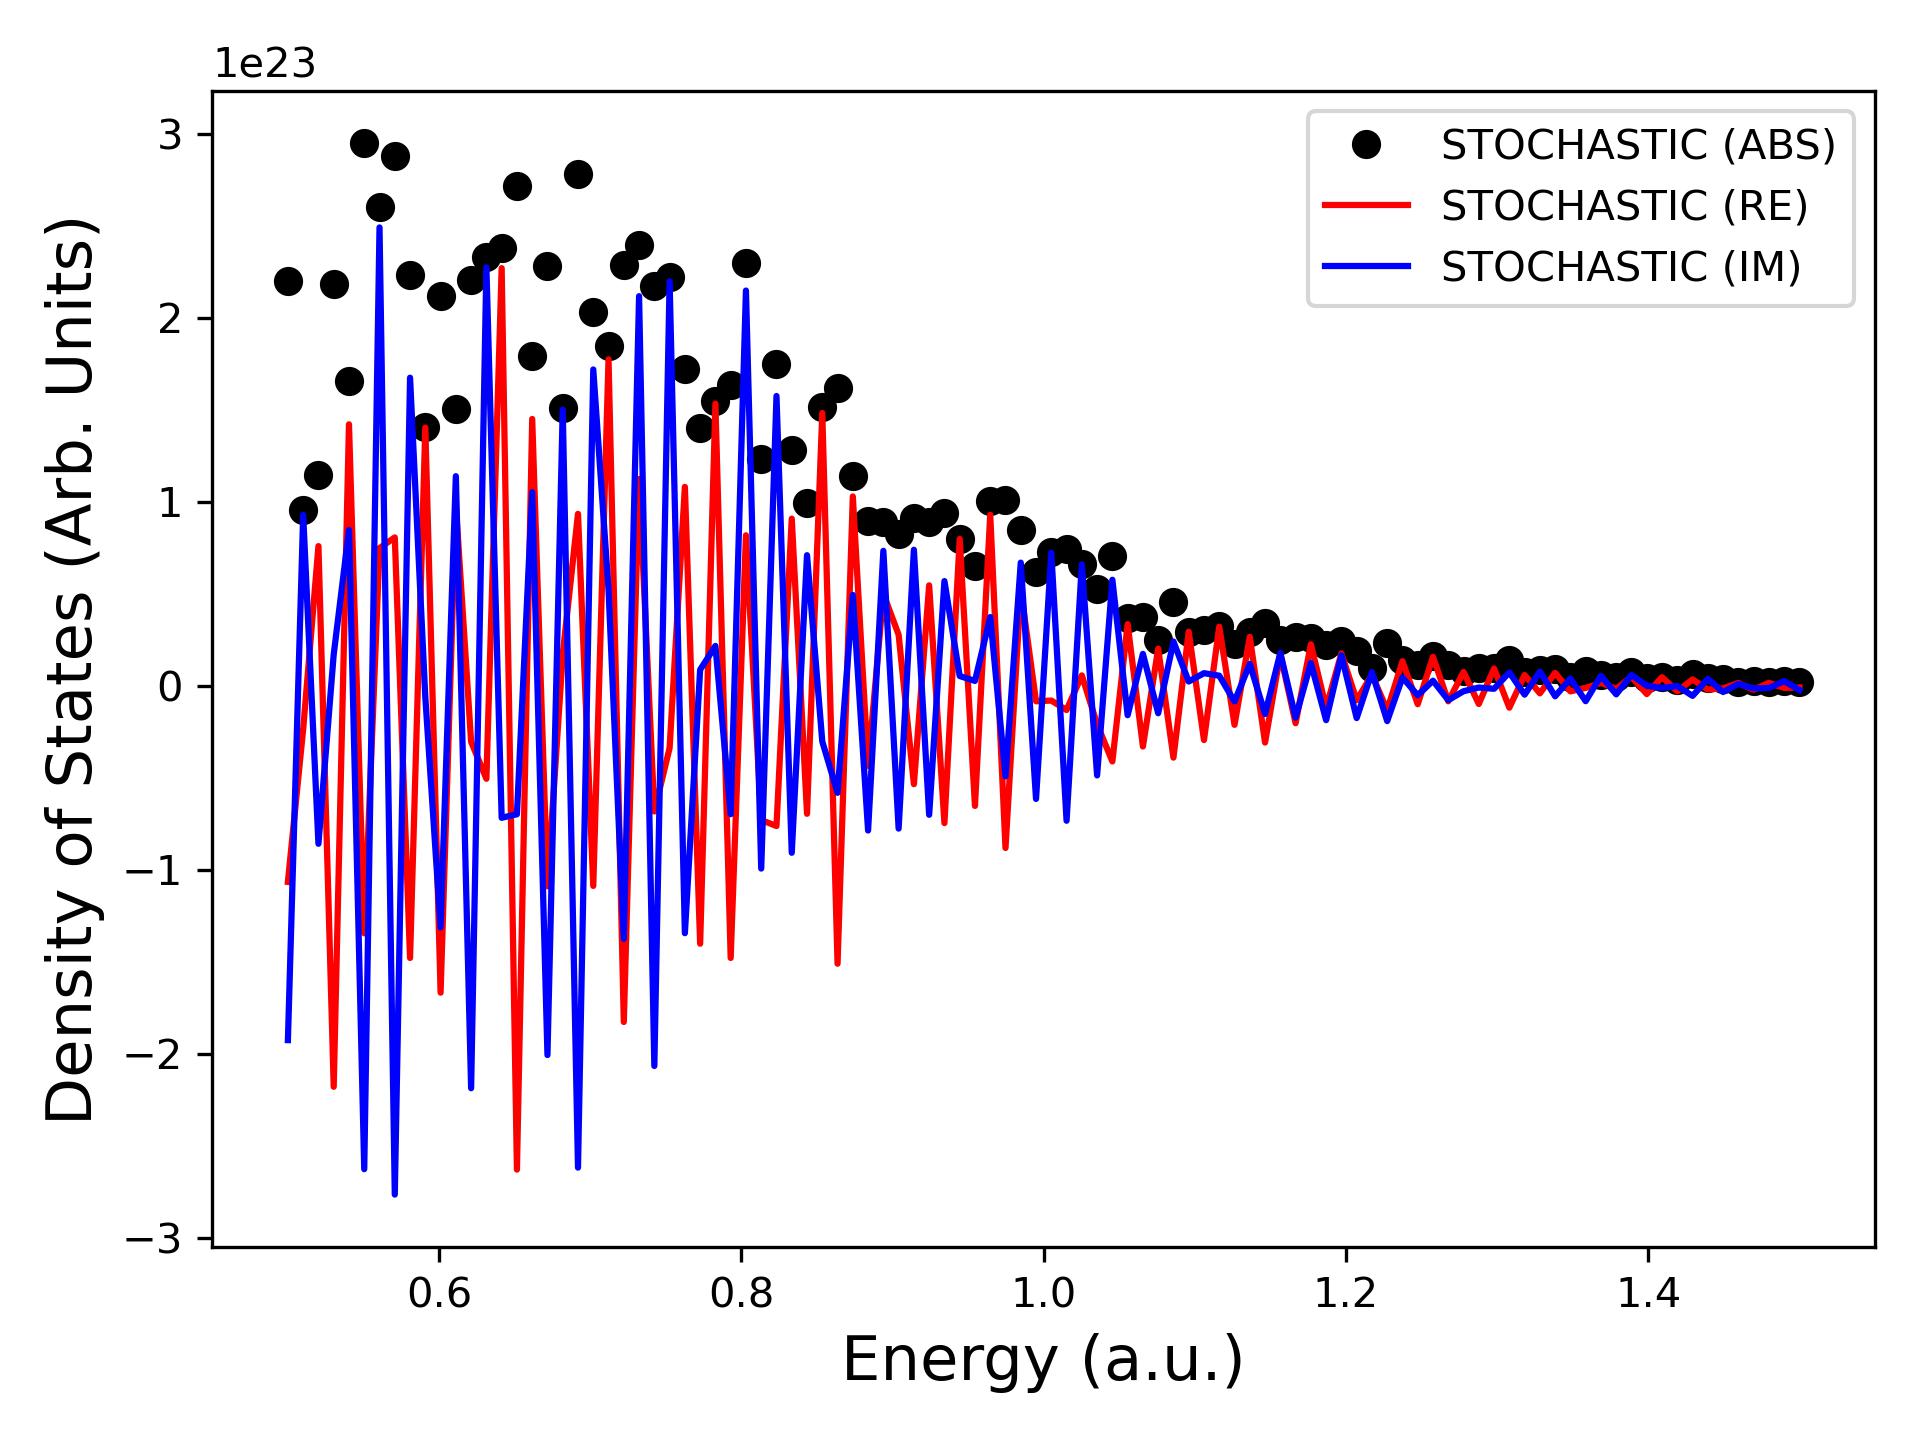 1e23
3
2
1
0
−1
−2
−3
Density of States (Arb. Units)
STOCHASTIC (ABS)
STOCHASTIC (RE)
STOCHASTIC (IM)
0.6 0.8 1.0 1.2 1.4
Energy (a.u.)